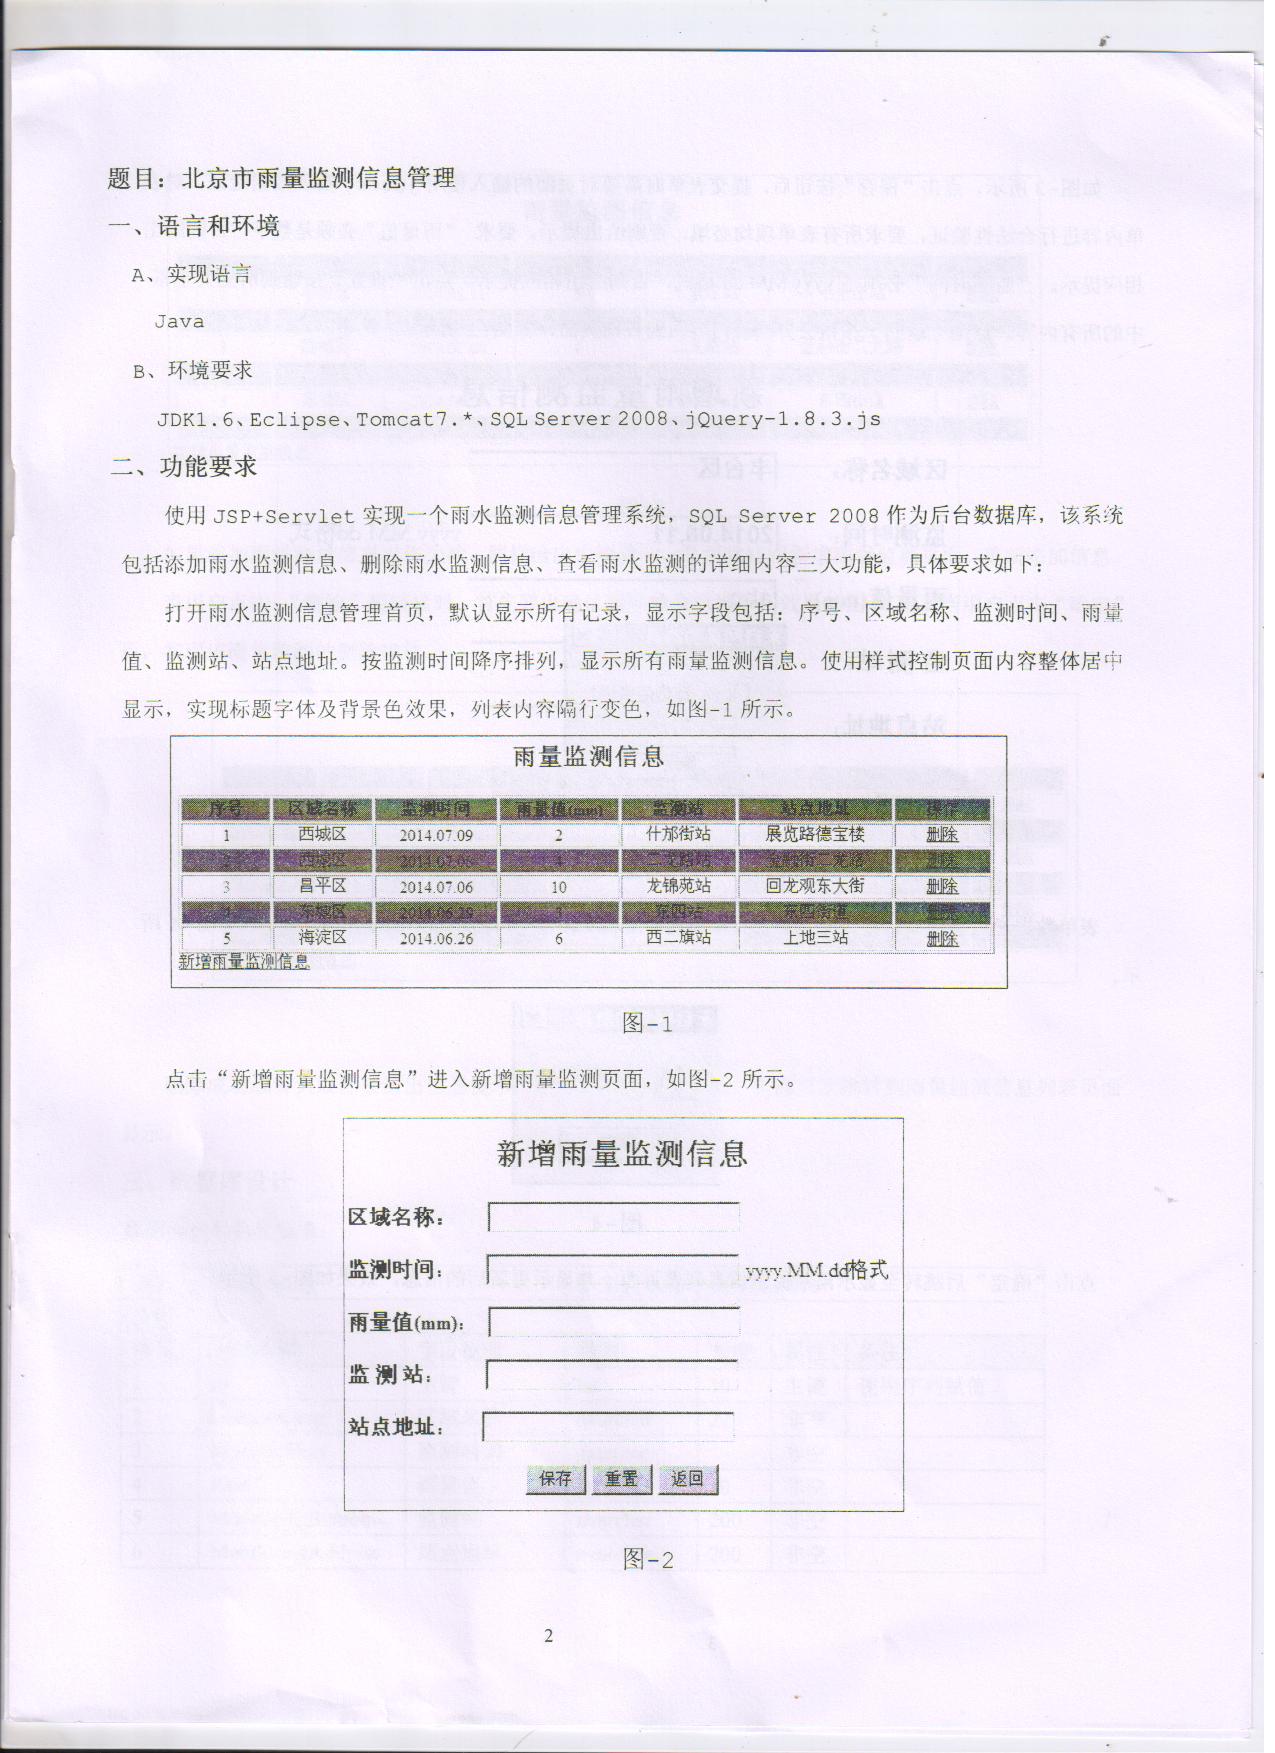 题目：北京市雨量监测信息管理
一、语言和环境
A、实现语言
Java
B、环境要求
JDK1.6、Eclipse、Tomcat7.*、SQL Server 2008、jQuery-1.8.3.js
二、功能要求
使用 JSP+Servlet 实现一个雨水监测信息管理系统，SQL Server 2008 作为后台数据库，该系统
包括添加雨水监测信息、删除雨水监测信息、查看雨水监测的详细内容三大功能，具体要求如下：
打开雨水监测信息管理首页，默认显示所有记录，显示字段包括：序号、区域名称、监测时间、雨量
值、监测站、站点地址。按监测时间降序排列，显示所有雨量监测信息。使用样式控制页面内容整体居中
显示，实现标题字体及背景色效果，列表内容隔行变色，如图-1 所示。
雨量监测信息
序号 区域名称 监测时间 雨量值(mm) 监测站 站点地址 操作
1 西城区 2014.07.09 2 什邡街站 展览路德宝楼 删除
2 西城区 4 二龙路站 删除
3 昌平区 2014.07.06 10 龙锦苑站 回龙观东大街 删除
4 东城区 2014.06.29 东四站 东四街道 删除
5 海淀区 2014.06.26 6 西二旗站 上地三站 删除
新增雨量监测信息
图-1
点击“新增雨量监测信息”进入新增雨量监测页面，如图-2 所示。
新增雨量监测信息
区域名称：
监测时间： yyyy.MM.dd格式
雨量值(mm)：
监 测 站：
站点地址：
保存 重置 返回
图-2
2